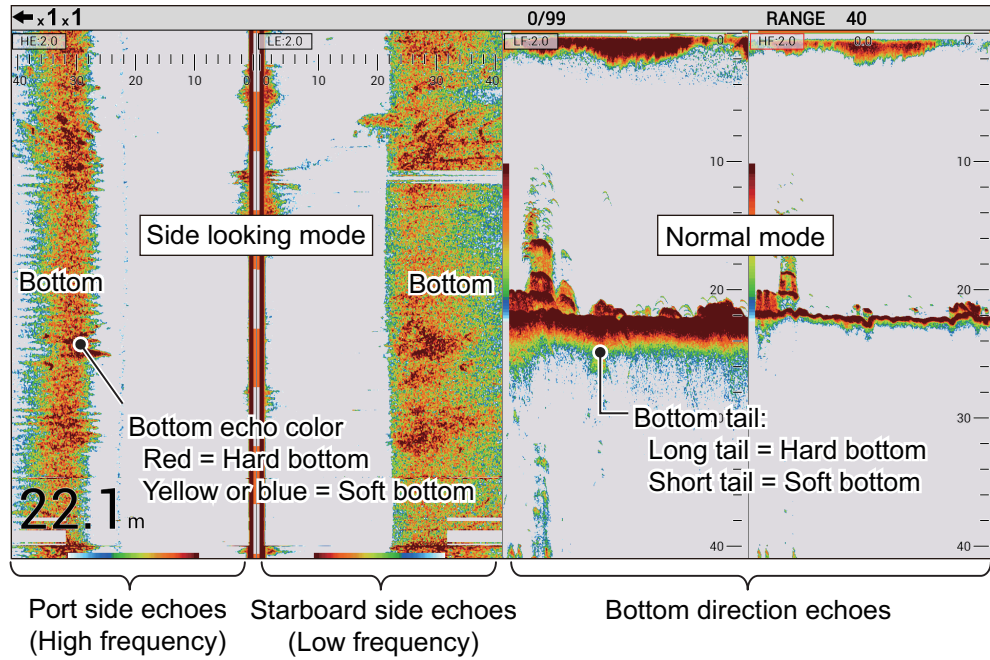 ←x1x1 0/99 RANGE 40
HE:2.0 LE:2.0 LF:2.0 HF:2.0 0.0
0 0
40 30 20 10 0 0 10 20 30 40
10 10
Side looking mode Normal mode
Bottom Bottom
20 20
Bottom echo color
Red = Hard bottom
Yellow or blue = Soft bottom
Bottom tail:
Long tail = Hard bottom
Short tail = Soft bottom
30 30
22.1 m
40 40
Port side echoes
(High frequency)
Starboard side echoes
(Low frequency)
Bottom direction echoes